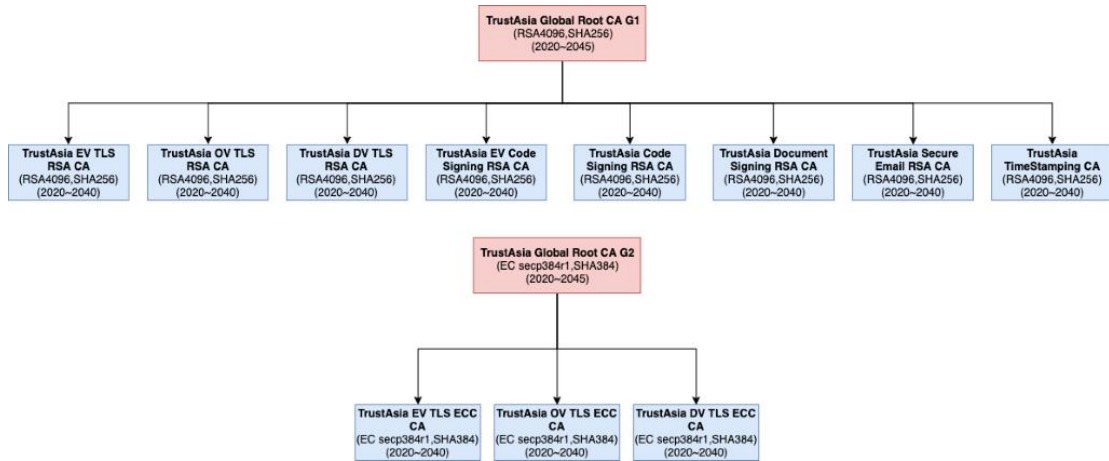 TrustAsia Global Root CA G1
(RSA4096,SHA256)
(2020~2045)
TrustAsia EV TLS
RSA CA
(RSA4096,SHA256)
(2020~2040)
TrustAsia OV TLS
RSA CA
(RSA4096,SHA256)
(2020~2040)
TrustAsia DV TLS
RSA CA
(RSA4096,SHA256)
(2020~2040)
TrustAsia EV Code
Signing RSA CA
(RSA4096,SHA256)
(2020~2040)
TrustAsia Code
Signing RSA CA
(RSA4096,SHA256)
(2020~2040)
TrustAsia Document
Signing RSA CA
(RSA4096,SHA256)
(2020~2040)
TrustAsia Secure
Email RSA CA
(RSA4096,SHA256)
(2020~2040)
TrustAsia
TimeStamping CA
(RSA4096,SHA256)
(2020~2040)
TrustAsia Global Root CA G2
(EC secp384r1,SHA384)
(2020~2045)
TrustAsia EV TLS ECC
CA
(EC secp384r1,SHA384)
(2020~2040)
TrustAsia OV TLS ECC
CA
(EC secp384r1,SHA384)
(2020~2040)
TrustAsia DV TLS ECC
CA
(EC secp384r1,SHA384)
(2020~2040)